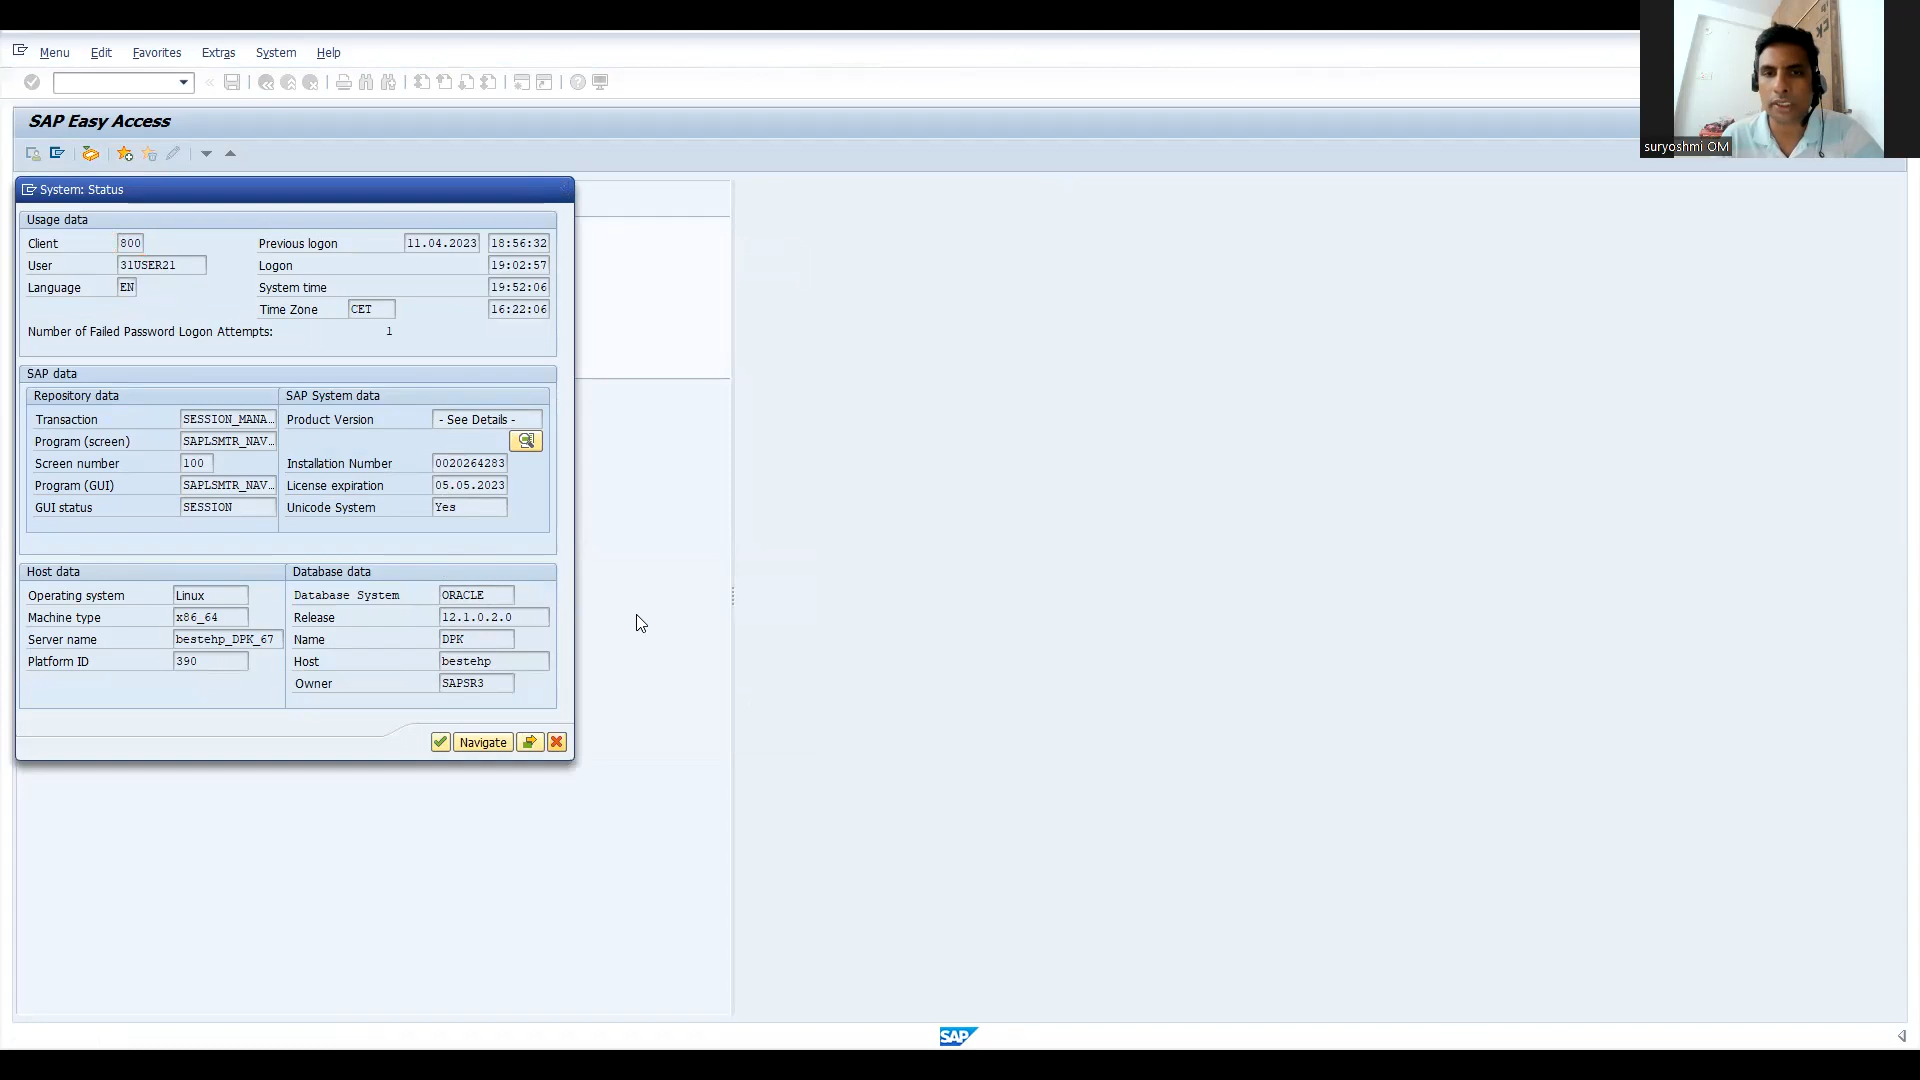 Menu Edit Favorites Extras System Help
suryoshmi OM
SAP Easy Access
System: Status
Usage data
Client 800 Previous logon 11.04.2023 18:56:32
User 31USER21 Logon 19:02:57
Language EN System time 19:52:06
Time Zone CET 16:22:06
Number of Failed Password Logon Attempts: 1
SAP data
Repository data SAP System data
Transaction SESSION_MANA… Product Version - See Details -
Program (screen) SAPLSMTR_NAV…
Screen number 100 Installation Number 0020264283
Program (GUI) SAPLSMTR_NAV… License expiration 05.05.2023
GUI status SESSION Unicode System Yes
Host data Database data
Operating system Linux Database System ORACLE
Machine type x86_64 Release 12.1.0.2.0
Server name bestehp_DPK_67 Name DPK
Platform ID 390 Host bestehp
Owner SAPSR3
Navigate
SAP